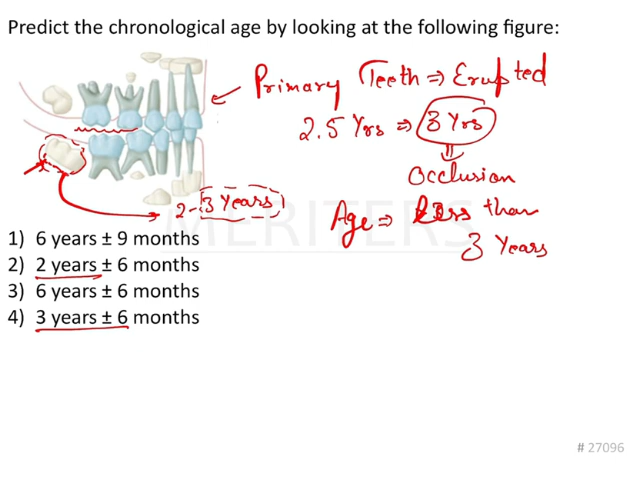 Predict the chronological age by looking at the following figure:
Primary Teeth ⇒ Erupted
2.5 Yrs ⇒ 3 Yrs
Occlusion
2-3 Years
Age ⇒ Less than
3 Years
MERITERS
1) 6 years ± 9 months
2) 2 years ± 6 months
3) 6 years ± 6 months
4) 3 years ± 6 months
# 27096